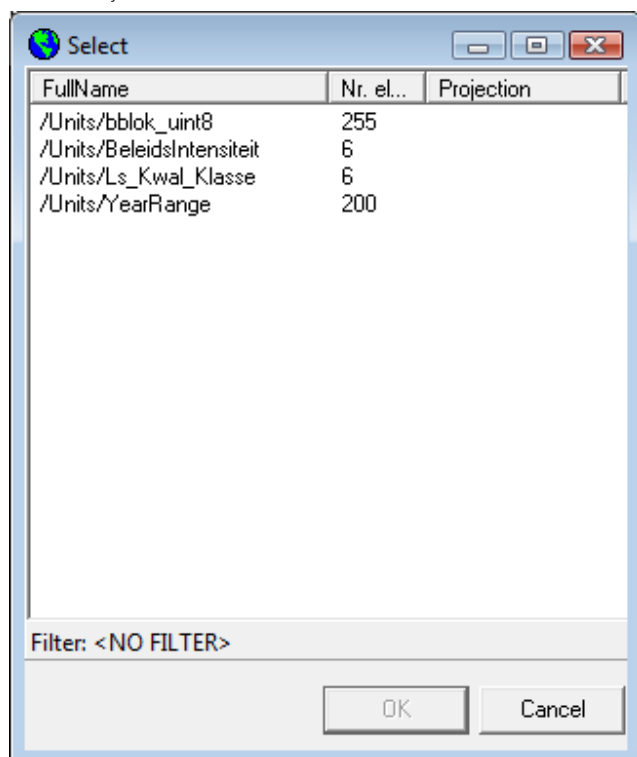 Select
FullName Nr. el... Projection
/Units/bblok_uint8 255
/Units/BeleidsIntensiteit 6
/Units/Ls_Kwal_Klasse 6
/Units/YearRange 200
Filter: <NO FILTER>
OK Cancel